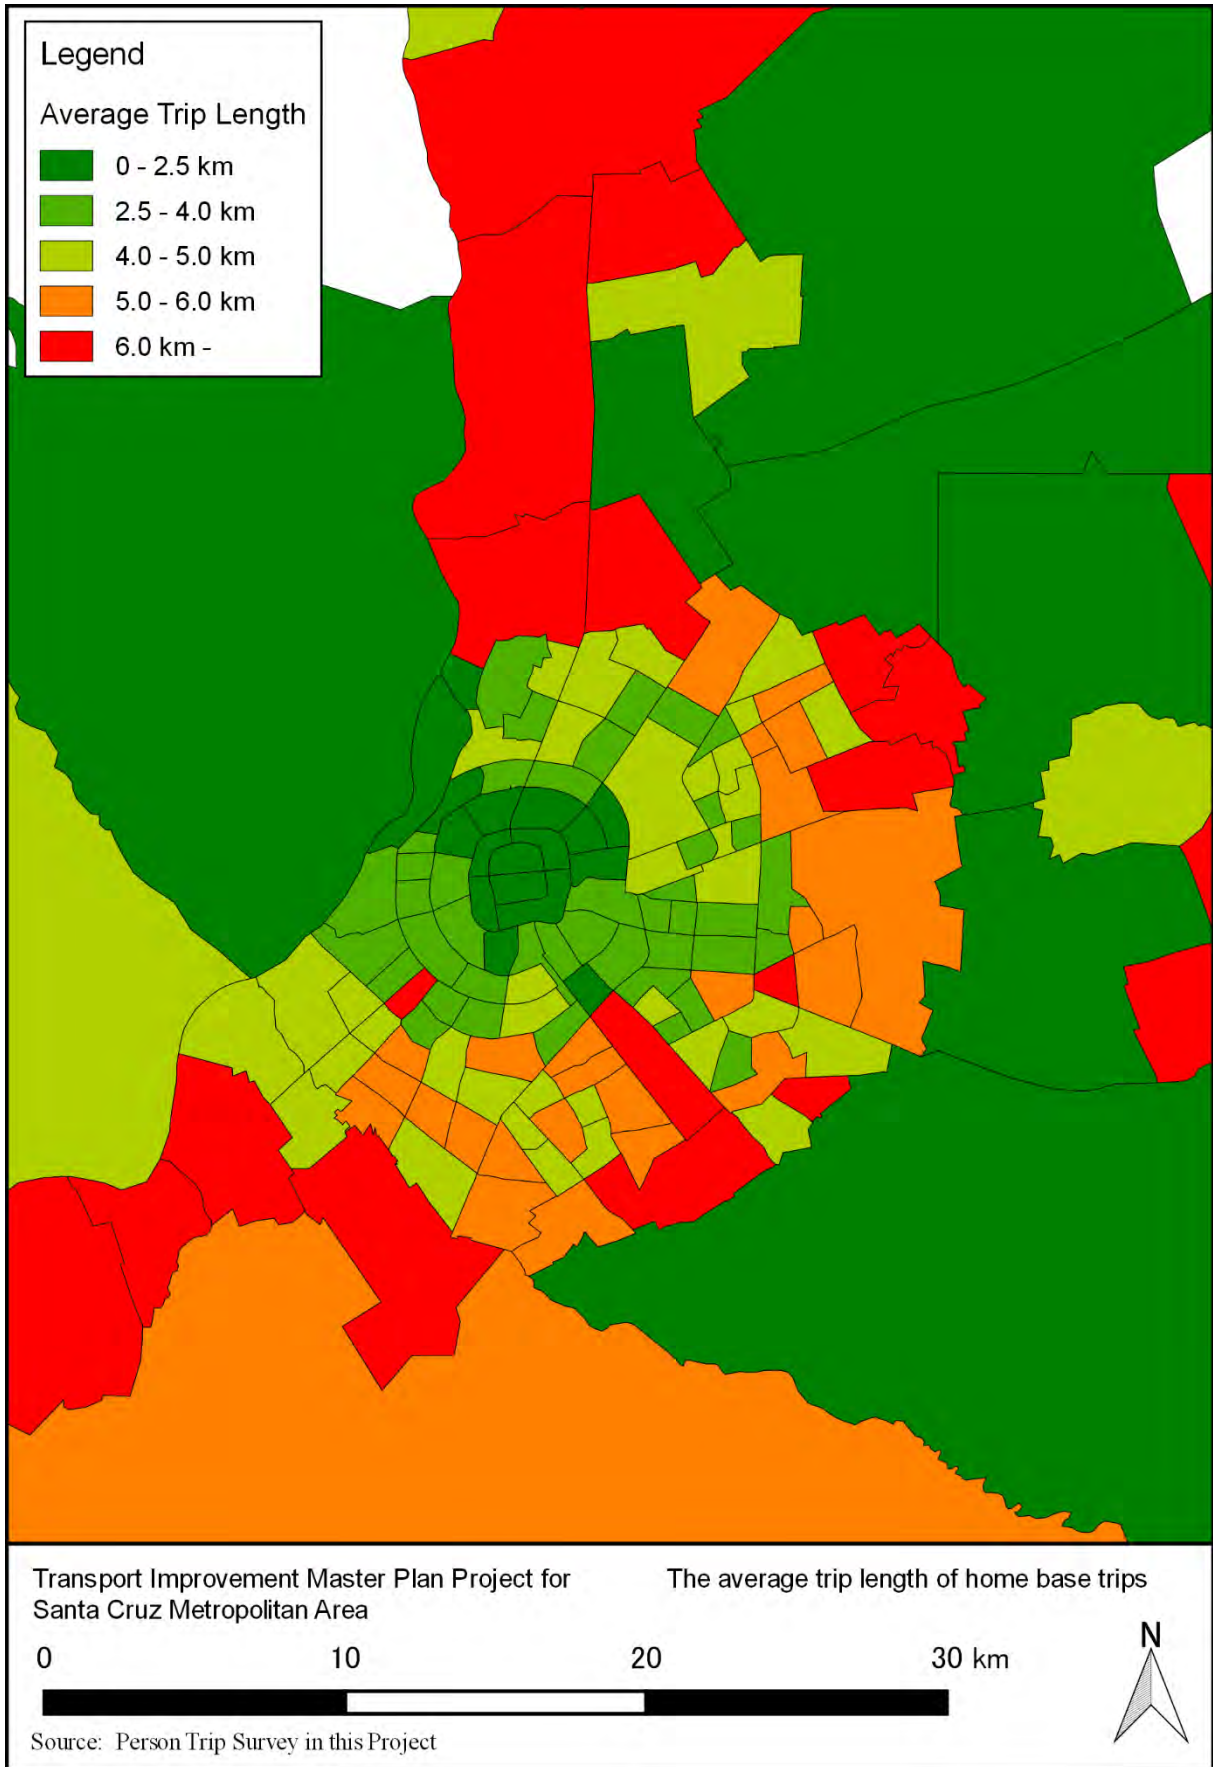 Legend
Average Trip Length
0 - 2.5 km
2.5 - 4.0 km
4.0 - 5.0 km
5.0 - 6.0 km
6.0 km -
Transport Improvement Master Plan Project for
Santa Cruz Metropolitan Area
The average trip length of home base trips
N
0 10 20 30 km
Source: Person Trip Survey in this Project